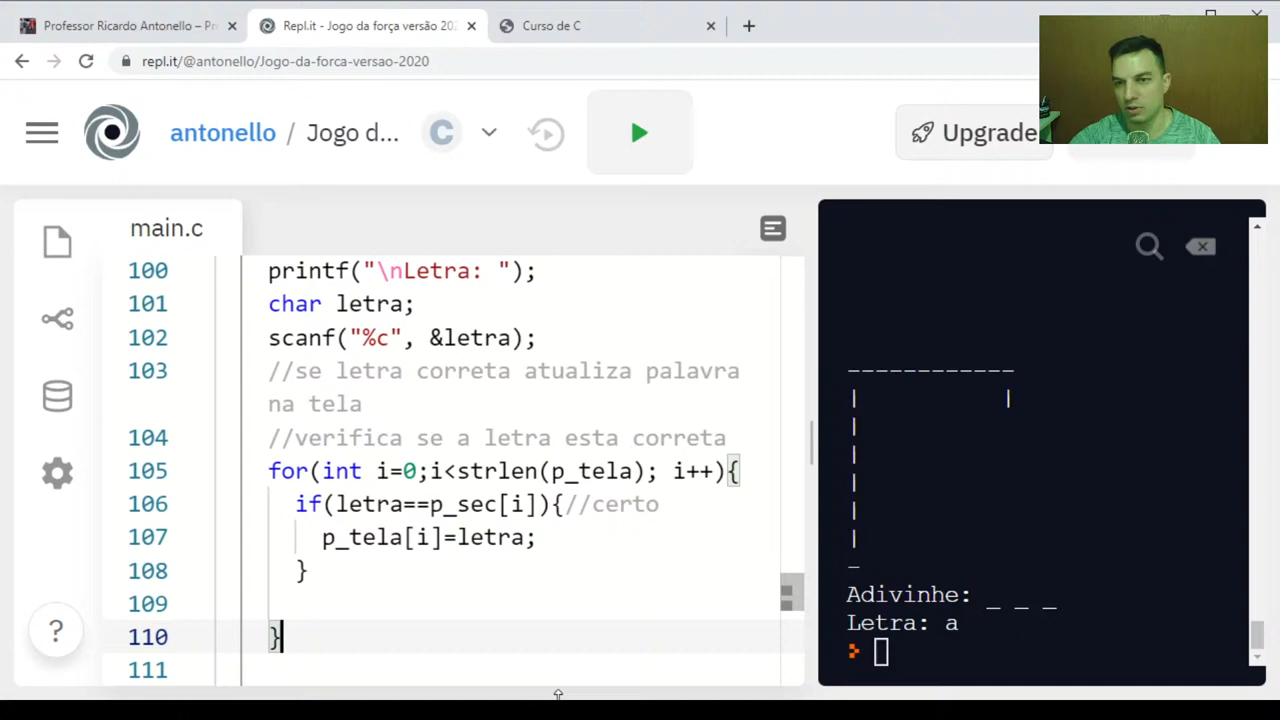 Professor Ricardo Antonello – Pr
Repl.it - Jogo da força versão 202
Curso de C
repl.it/@antonello/Jogo-da-forca-versao-2020
antonello / Jogo d...
C
Upgrade
main.c
100 printf("\nLetra: ");
101 char letra;
102 scanf("%c", &letra);
103 //se letra correta atualiza palavra
na tela
104 //verifica se a letra esta correta
105 for(int i=0;i<strlen(p_tela); i++){
106 if(letra==p_sec[i]){//certo
107 p_tela[i]=letra;
108 }
109
110 }
111
?
____________
| |
|
|
|
|
|
_
Adivinhe: _ _ _
Letra: a